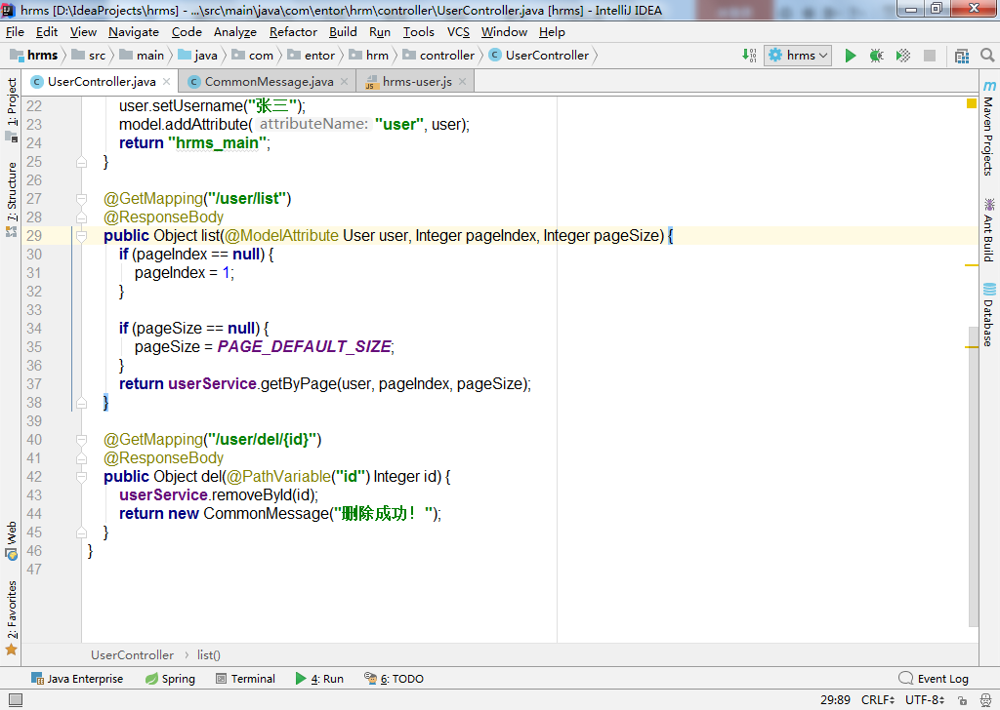 hrms [D:\IdeaProjects\hrms] - ...\src\main\java\com\entor\hrm\controller\UserController.java [hrms] - IntelliJ IDEA
File Edit View Navigate Code Analyze Refactor Build Run Tools VCS Window Help
hrms src main java com entor hrm controller UserController hrms
UserController.java CommonMessage.java hrms-user.js
1: Project
7: Structure
Web
2: Favorites
22 user.setUsername("张三");
23 model.addAttribute( attributeName: "user", user);
24 return "hrms_main";
25 }
26
27 @GetMapping("/user/list")
28 @ResponseBody
29 public Object list(@ModelAttribute User user, Integer pageIndex, Integer pageSize) {
30 if (pageIndex == null) {
31 pageIndex = 1;
32 }
33
34 if (pageSize == null) {
35 pageSize = PAGE_DEFAULT_SIZE;
36 }
37 return userService.getByPage(user, pageIndex, pageSize);
38 }
39
40 @GetMapping("/user/del/{id}")
41 @ResponseBody
42 public Object del(@PathVariable("id") Integer id) {
43 userService.removeById(id);
44 return new CommonMessage("删除成功！");
45 }
46 }
47
Maven Projects
Ant Build
Database
UserController list()
Java Enterprise Spring Terminal 4: Run 6: TODO Event Log
29:89 CRLF UTF-8